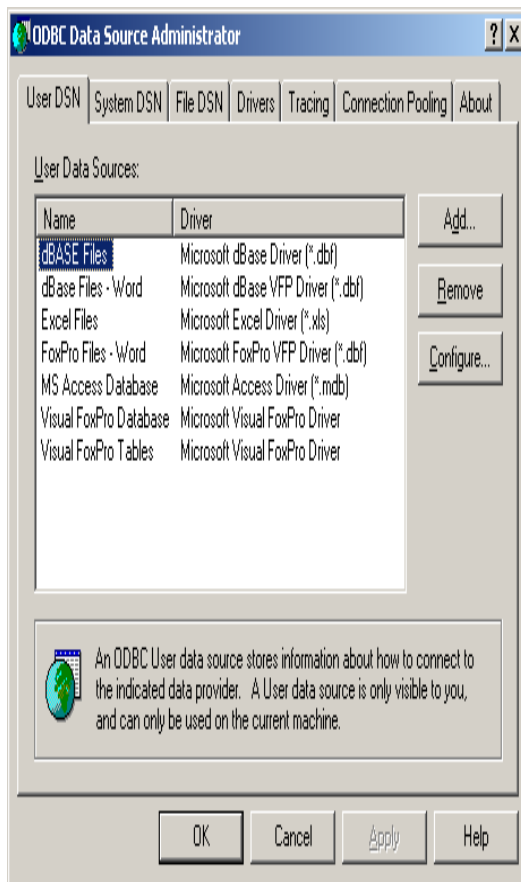 ODBC Data Source Administrator
? X
User DSN System DSN File DSN Drivers Tracing Connection Pooling About
User Data Sources:
Name Driver
dBASE Files Microsoft dBase Driver (*.dbf)
dBase Files - Word Microsoft dBase VFP Driver (*.dbf)
Excel Files Microsoft Excel Driver (*.xls)
FoxPro Files - Word Microsoft FoxPro VFP Driver (*.dbf)
MS Access Database Microsoft Access Driver (*.mdb)
Visual FoxPro Database Microsoft Visual FoxPro Driver
Visual FoxPro Tables Microsoft Visual FoxPro Driver
Add...
Remove
Configure...
An ODBC User data source stores information about how to connect to
the indicated data provider. A User data source is only visible to you,
and can only be used on the current machine.
OK Cancel Apply Help